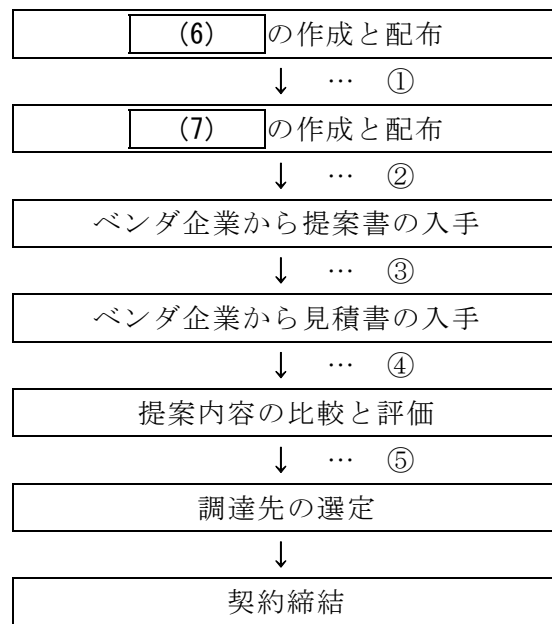 (6) の作成と配布
↓ … ①
(7) の作成と配布
↓ … ②
ベンダ企業から提案書の入手
↓ … ③
ベンダ企業から見積書の入手
↓ … ④
提案内容の比較と評価
↓ … ⑤
調達先の選定
↓
契約締結